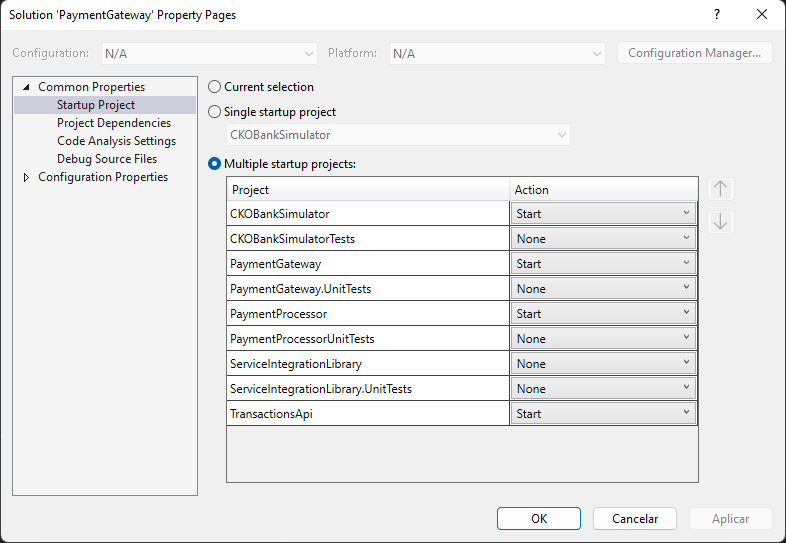 Solution 'PaymentGateway' Property Pages
Configuration: N/A Platform: N/A Configuration Manager...
Common Properties
Startup Project
Project Dependencies
Code Analysis Settings
Debug Source Files
Configuration Properties
Current selection
Single startup project
CKOBankSimulator
Multiple startup projects:
Project Action
CKOBankSimulator Start
CKOBankSimulatorTests None
PaymentGateway Start
PaymentGateway.UnitTests None
PaymentProcessor Start
PaymentProcessorUnitTests None
ServiceIntegrationLibrary None
ServiceIntegrationLibrary.UnitTests None
TransactionsApi Start
OK Cancelar Aplicar